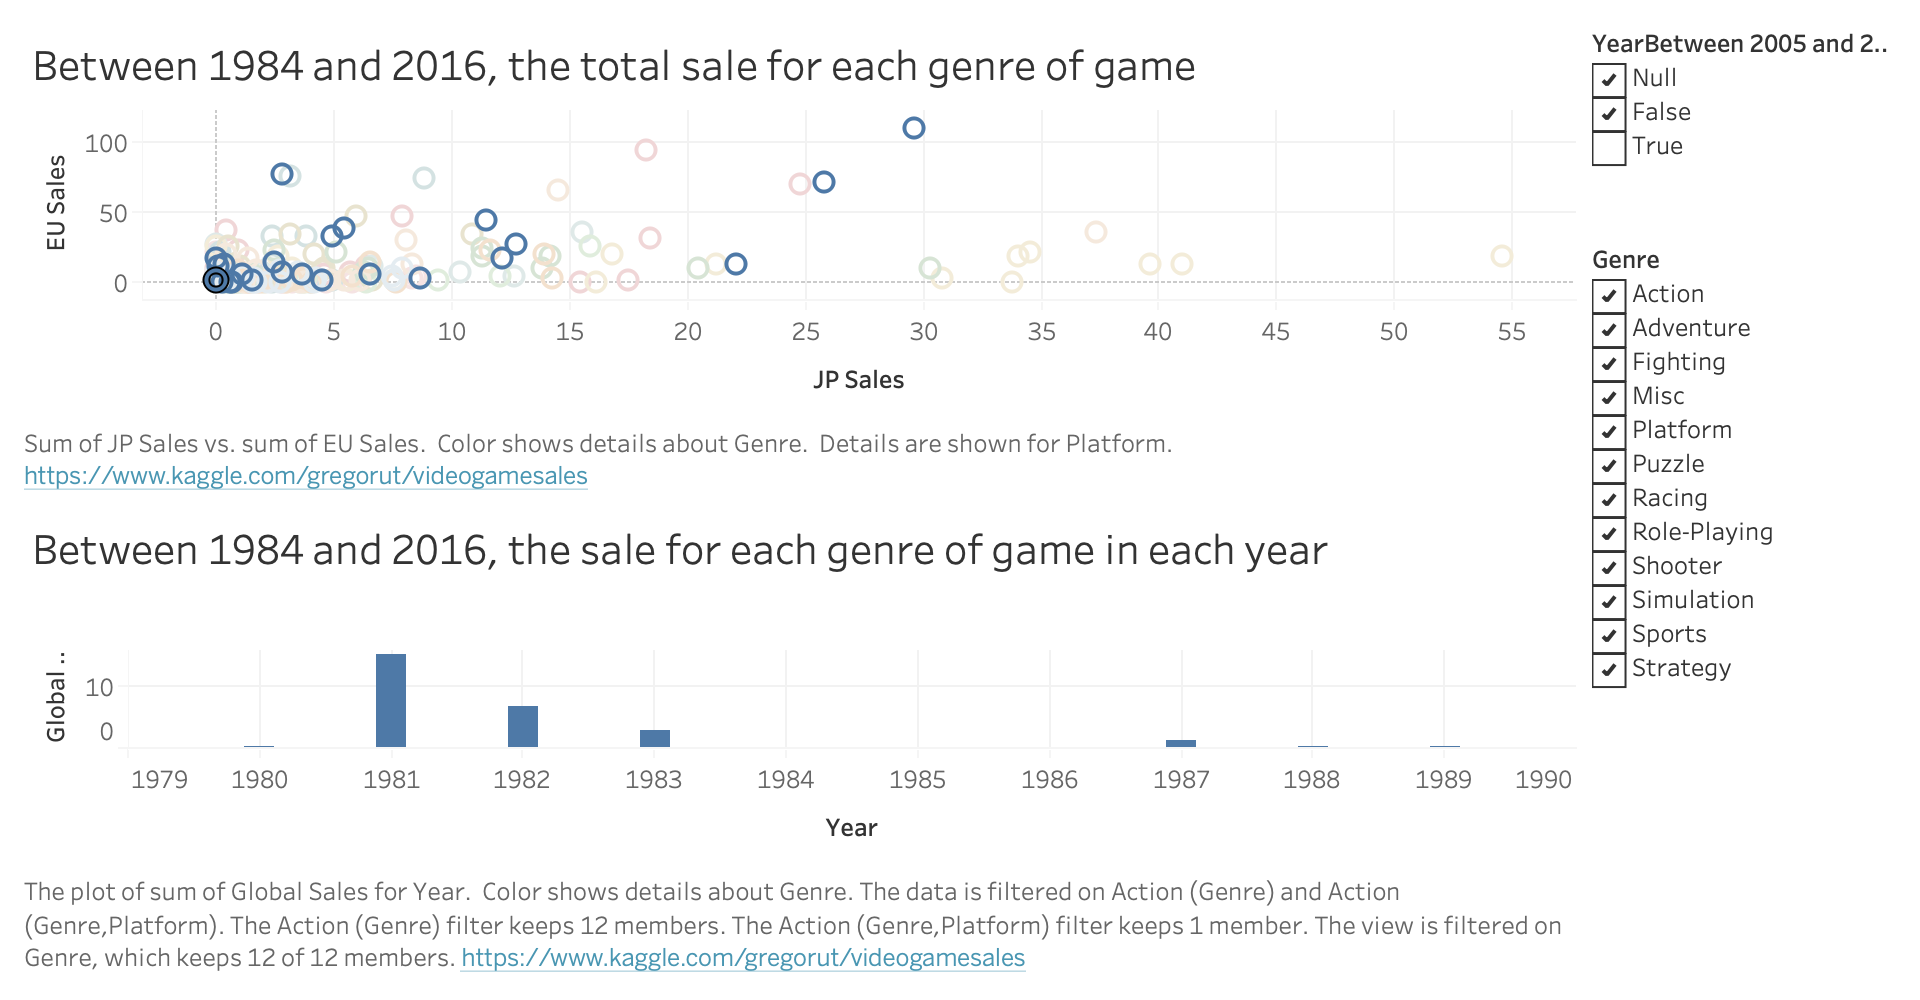 Between 1984 and 2016, the total sale for each genre of game
EU Sales
100
50
0
0 5 10 15 20 25 30 35 40 45 50 55
JP Sales
Sum of JP Sales vs. sum of EU Sales. Color shows details about Genre. Details are shown for Platform.
https://www.kaggle.com/gregorut/videogamesales
Between 1984 and 2016, the sale for each genre of game in each year
Global ..
10
0
1979 1980 1981 1982 1983 1984 1985 1986 1987 1988 1989 1990
Year
The plot of sum of Global Sales for Year. Color shows details about Genre. The data is filtered on Action (Genre) and Action
(Genre,Platform). The Action (Genre) filter keeps 12 members. The Action (Genre,Platform) filter keeps 1 member. The view is filtered on
Genre, which keeps 12 of 12 members. https://www.kaggle.com/gregorut/videogamesales
YearBetween 2005 and 2..
Null
False
True
Genre
Action
Adventure
Fighting
Misc
Platform
Puzzle
Racing
Role-Playing
Shooter
Simulation
Sports
Strategy